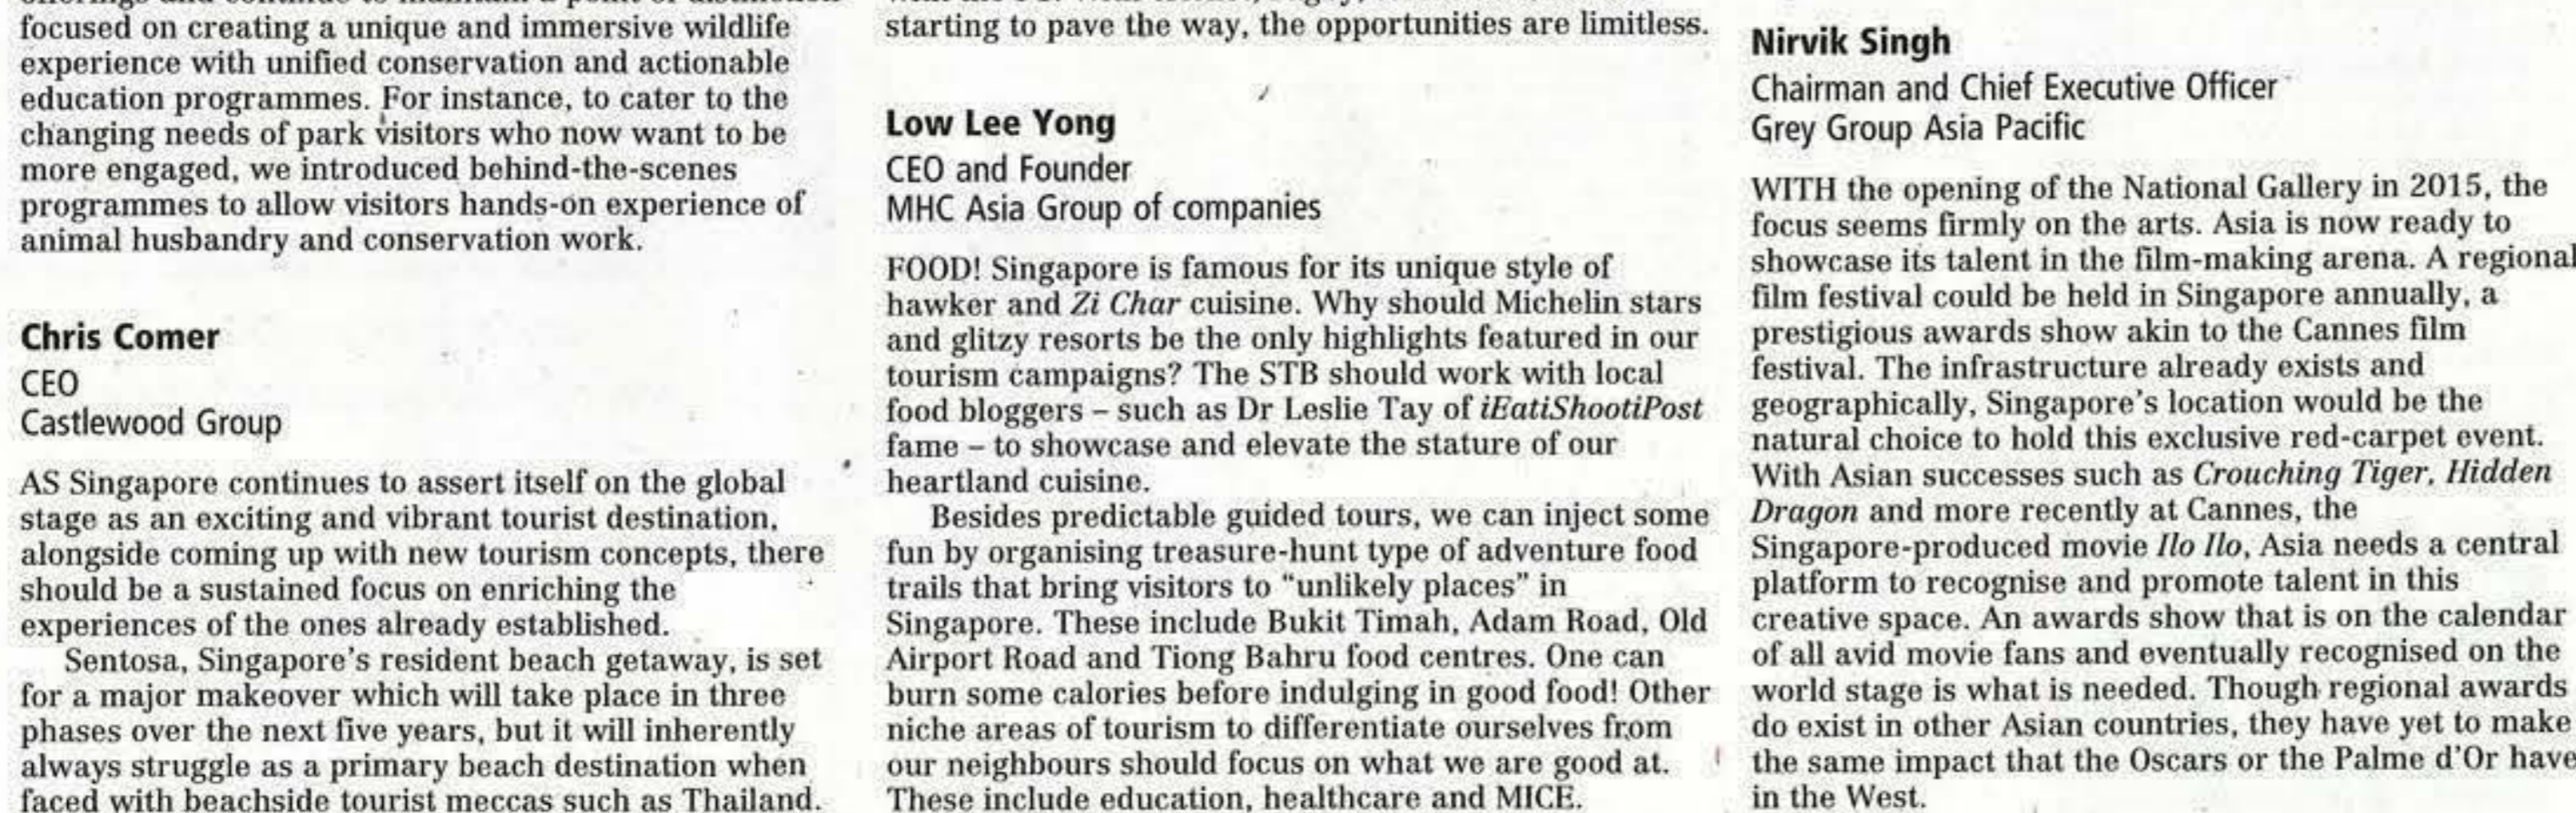 focused on creating a unique and immersive wildlife
experience with unified conservation and actionable
education programmes. For instance, to cater to the
changing needs of park visitors who now want to be
more engaged, we introduced behind-the-scenes
programmes to allow visitors hands-on experience of
animal husbandry and conservation work.
Chris Comer
CEO
Castlewood Group
AS Singapore continues to assert itself on the global
stage as an exciting and vibrant tourist destination,
alongside coming up with new tourism concepts, there
should be a sustained focus on enriching the
experiences of the ones already established.
Sentosa, Singapore's resident beach getaway, is set
for a major makeover which will take place in three
phases over the next five years, but it will inherently
always struggle as a primary beach destination when
faced with beachside tourist meccas such as Thailand.
starting to pave the way, the opportunities are limitless.
Low Lee Yong
CEO and Founder
MHC Asia Group of companies
FOOD! Singapore is famous for its unique style of
hawker and Zi Char cuisine. Why should Michelin stars
and glitzy resorts be the only highlights featured in our
tourism campaigns? The STB should work with local
food bloggers – such as Dr Leslie Tay of iEatiShootiPost
fame – to showcase and elevate the stature of our
heartland cuisine.
Besides predictable guided tours, we can inject some
fun by organising treasure-hunt type of adventure food
trails that bring visitors to "unlikely places" in
Singapore. These include Bukit Timah, Adam Road, Old
Airport Road and Tiong Bahru food centres. One can
burn some calories before indulging in good food! Other
niche areas of tourism to differentiate ourselves from
our neighbours should focus on what we are good at.
These include education, healthcare and MICE.
Nirvik Singh
Chairman and Chief Executive Officer
Grey Group Asia Pacific
WITH the opening of the National Gallery in 2015, the
focus seems firmly on the arts. Asia is now ready to
showcase its talent in the film-making arena. A regional
film festival could be held in Singapore annually, a
prestigious awards show akin to the Cannes film
festival. The infrastructure already exists and
geographically, Singapore's location would be the
natural choice to hold this exclusive red-carpet event.
With Asian successes such as Crouching Tiger, Hidden
Dragon and more recently at Cannes, the
Singapore-produced movie Ilo Ilo, Asia needs a central
platform to recognise and promote talent in this
creative space. An awards show that is on the calendar
of all avid movie fans and eventually recognised on the
world stage is what is needed. Though regional awards
do exist in other Asian countries, they have yet to make
the same impact that the Oscars or the Palme d'Or have
in the West.